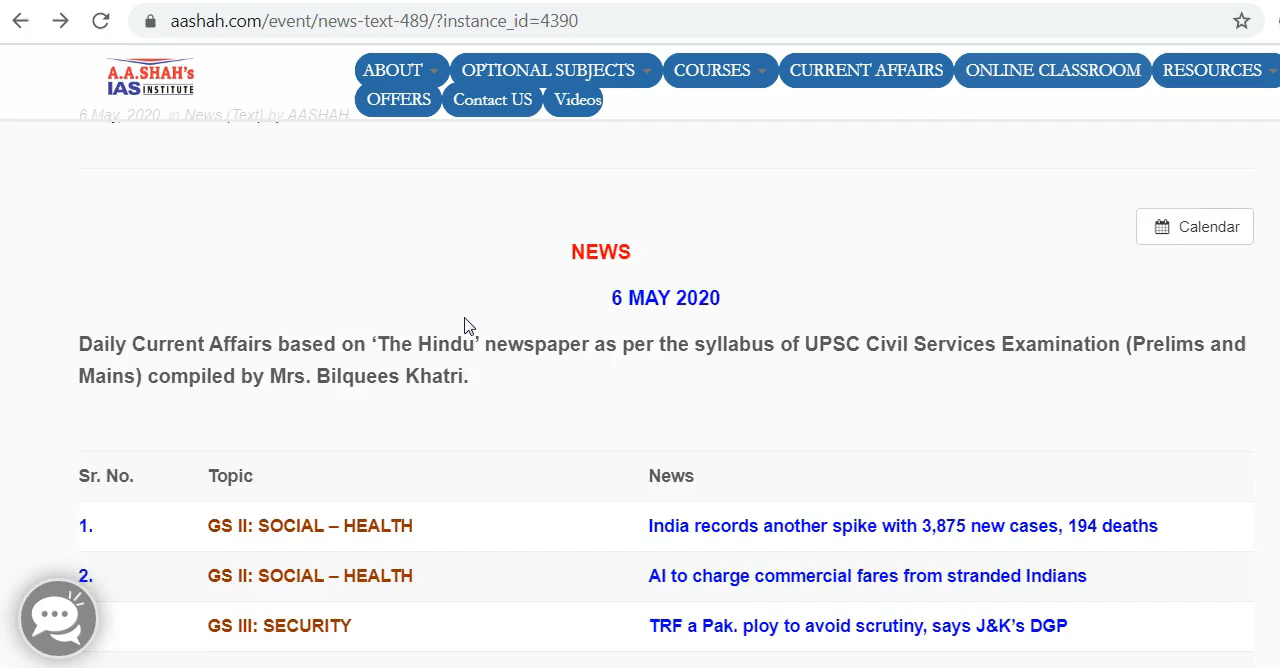 aashah.com/event/news-text-489/?instance_id=4390
A.A.SHAH's
IAS INSTITUTE
ABOUT OPTIONAL SUBJECTS COURSES CURRENT AFFAIRS ONLINE CLASSROOM RESOURCES
OFFERS Contact US Videos
6 May, 2020 in News (Text) by AASHAH
Calendar
NEWS
6 MAY 2020
Daily Current Affairs based on ‘The Hindu’ newspaper as per the syllabus of UPSC Civil Services Examination (Prelims and
Mains) compiled by Mrs. Bilquees Khatri.
Sr. No. Topic News
1. GS II: SOCIAL – HEALTH India records another spike with 3,875 new cases, 194 deaths
2. GS II: SOCIAL – HEALTH AI to charge commercial fares from stranded Indians
GS III: SECURITY TRF a Pak. ploy to avoid scrutiny, says J&K’s DGP